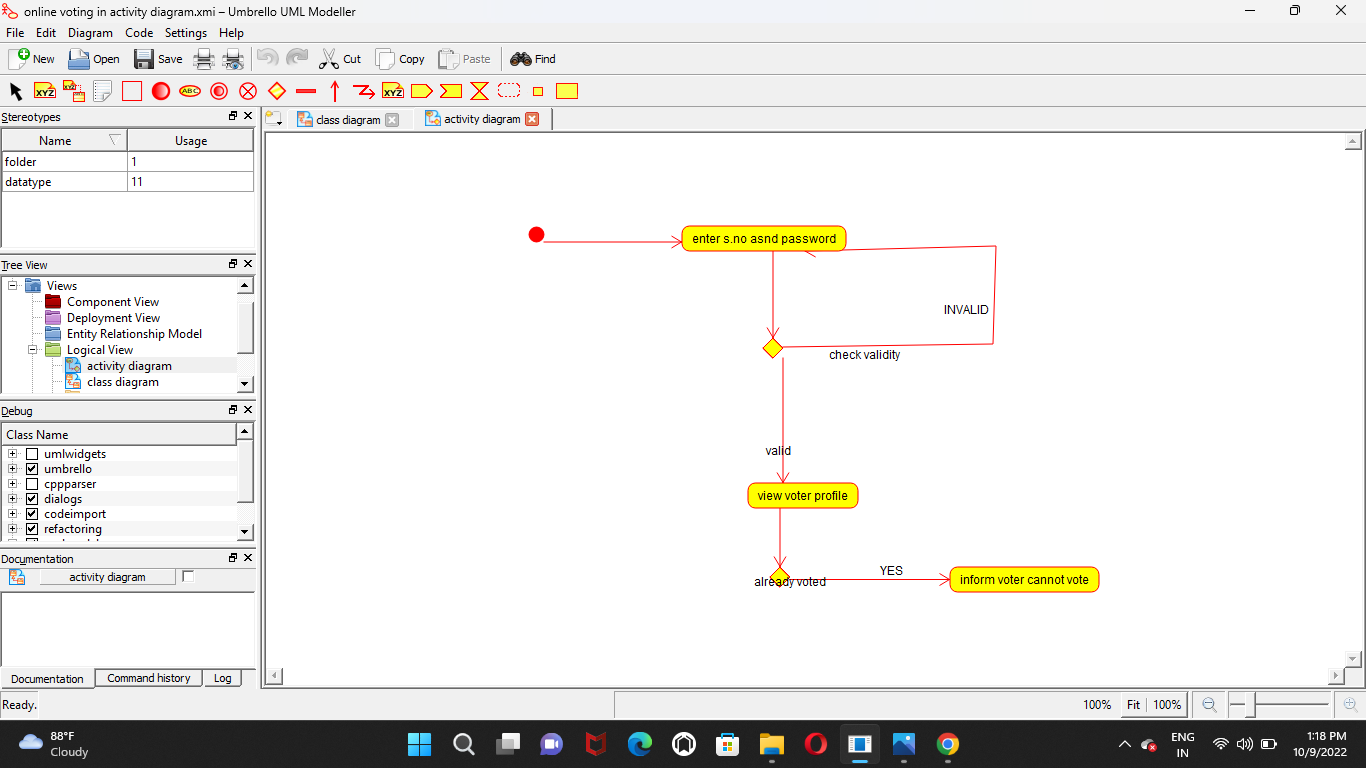 online voting in activity diagram.xmi – Umbrello UML Modeller
File Edit Diagram Code Settings Help
New Open Save Cut Copy Paste Find
XYZ XYZ ABC XYZ
Stereotypes
Name Usage
folder 1
datatype 11
Tree View
Views
Component View
Deployment View
Entity Relationship Model
Logical View
activity diagram
class diagram
Debug
Class Name
umlwidgets
umbrello
cppparser
dialogs
codeimport
refactoring
Documentation
activity diagram
Documentation Command history Log
class diagram activity diagram
enter s.no asnd password
INVALID
check validity
valid
view voter profile
YES
already voted
inform voter cannot vote
Ready.
100% Fit 100%
88°F
Cloudy
ENG
IN
1:18 PM
10/9/2022